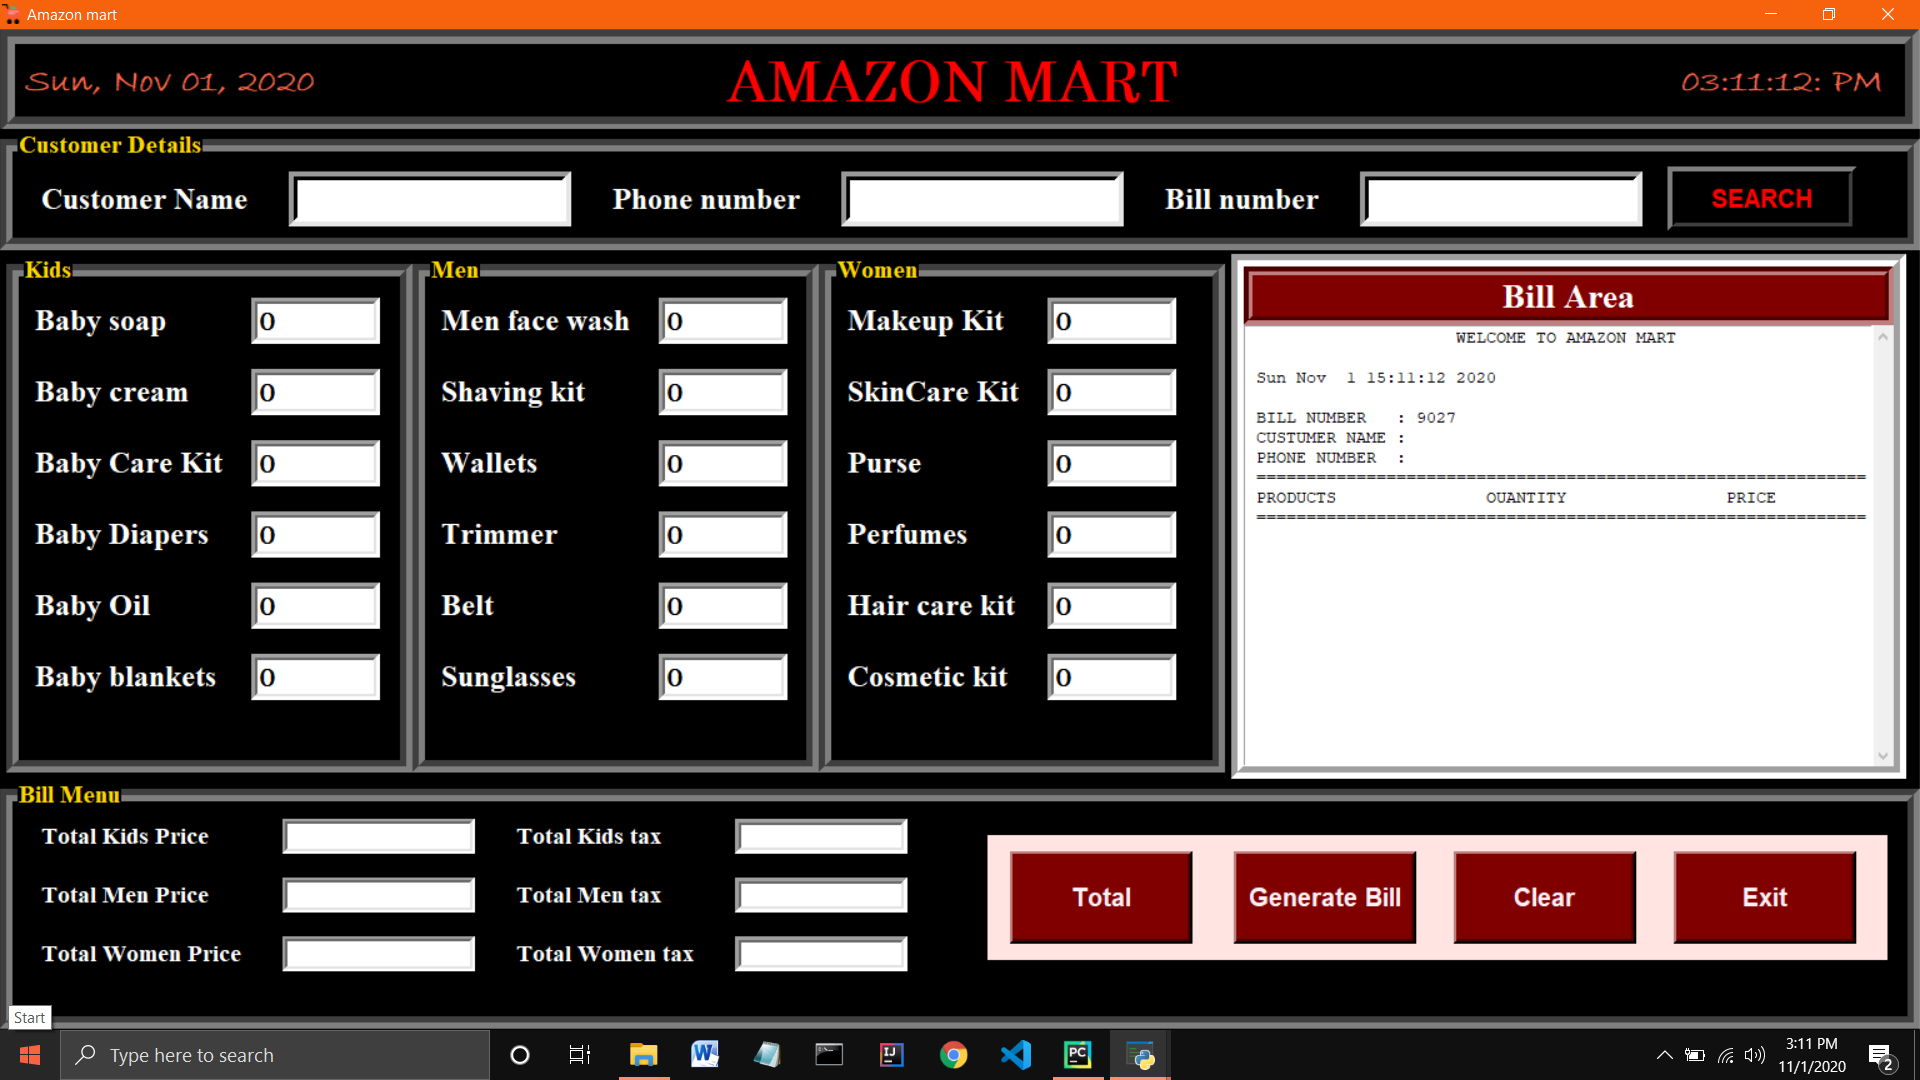 Amazon mart
Sun, Nov 01, 2020 AMAZON MART 03:11:12: PM
Customer Details
Customer Name Phone number Bill number SEARCH
Kids
Baby soap 0
Baby cream 0
Baby Care Kit 0
Baby Diapers 0
Baby Oil 0
Baby blankets 0
Men
Men face wash 0
Shaving kit 0
Wallets 0
Trimmer 0
Belt 0
Sunglasses 0
Women
Makeup Kit 0
SkinCare Kit 0
Purse 0
Perfumes 0
Hair care kit 0
Cosmetic kit 0
Bill Area
WELCOME TO AMAZON MART
Sun Nov  1 15:11:12 2020
BILL NUMBER   : 9027
CUSTUMER NAME :
PHONE NUMBER  :
=============================================================
PRODUCTS QUANTITY PRICE
=============================================================
Bill Menu
Total Kids Price Total Kids tax
Total Men Price Total Men tax
Total Women Price Total Women tax
Total Generate Bill Clear Exit
Start
Type here to search
W
IJ
PC
3:11 PM
11/1/2020
2